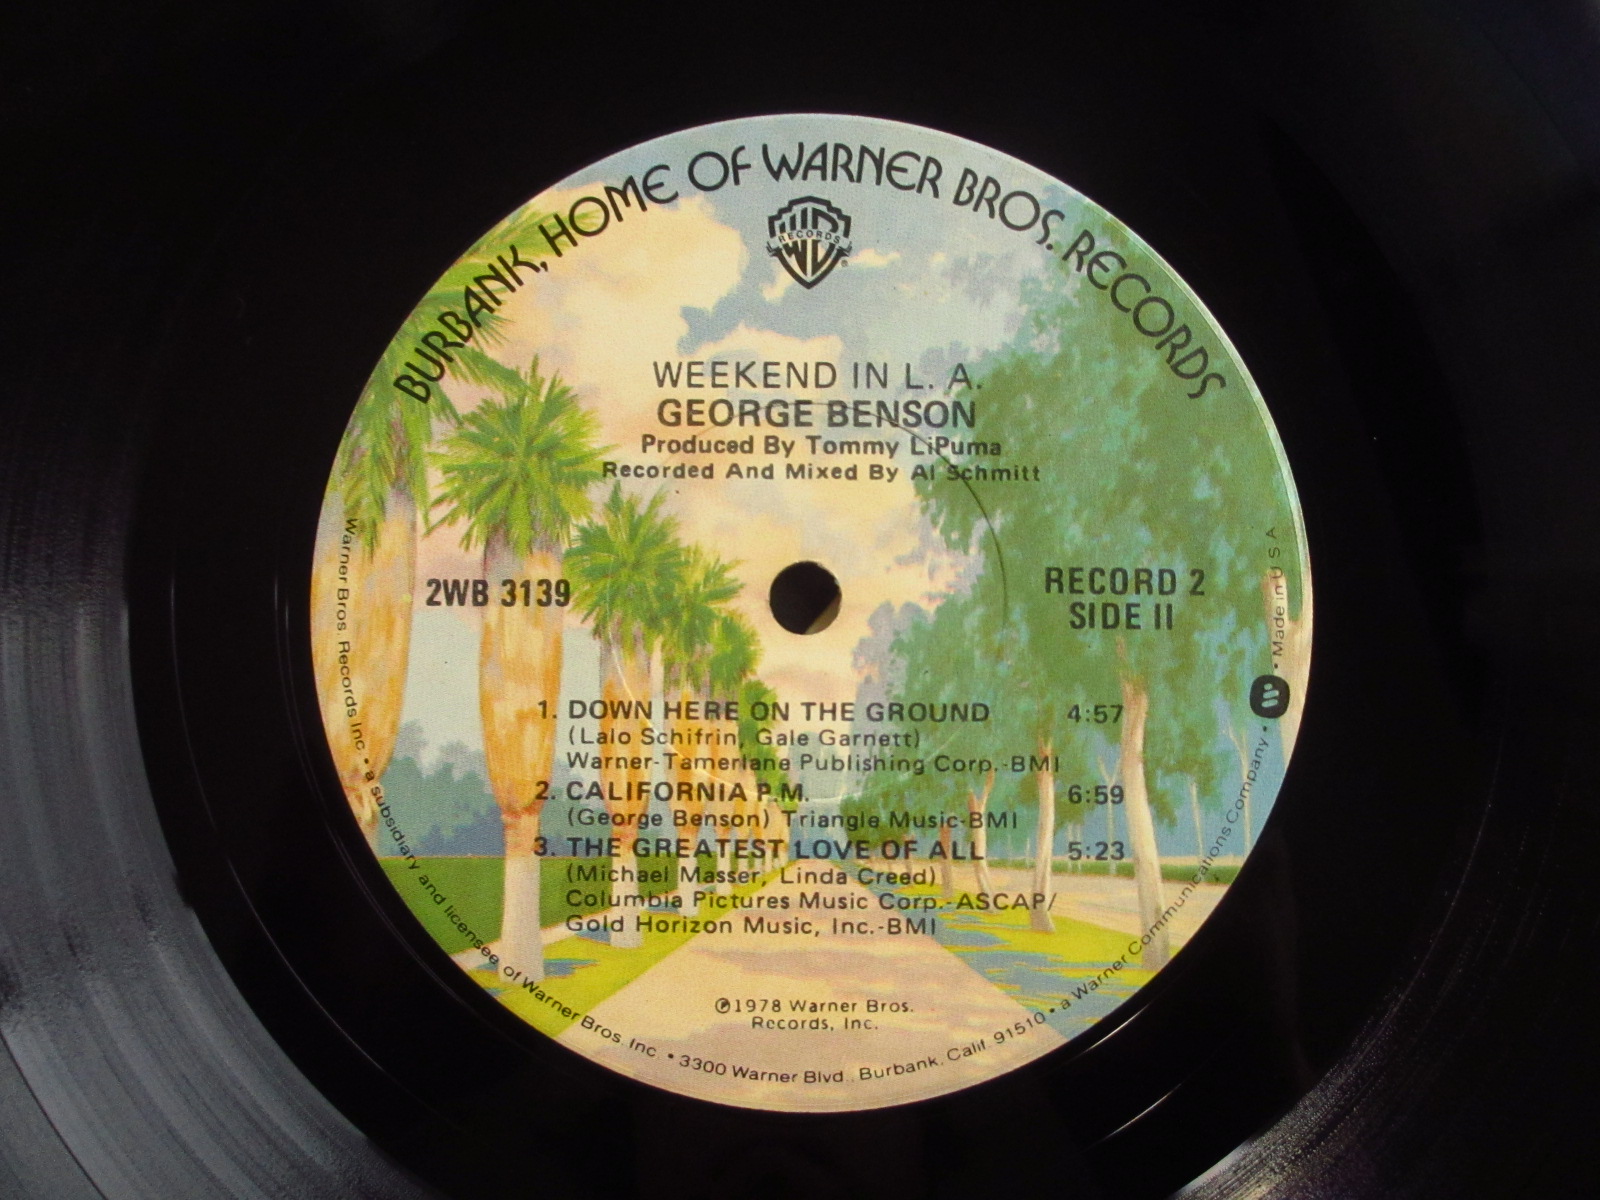 BURBANK, HOME OF WARNER BROS. RECORDS
RECORDS
WEEKEND IN L. A.
GEORGE BENSON
Produced By Tommy LiPuma
Recorded And Mixed By Al Schmitt
2WB 3139
RECORD 2
SIDE II
1. DOWN HERE ON THE GROUND 4:57
(Lalo Schifrin, Gale Garnett)
Warner-Tamerlane Publishing Corp.-BMI
2. CALIFORNIA P.M. 6:59
(George Benson) Triangle Music-BMI
3. THE GREATEST LOVE OF ALL 5:23
(Michael Masser, Linda Creed)
Columbia Pictures Music Corp.-ASCAP/
Gold Horizon Music, Inc.-BMI
℗1978 Warner Bros.
Records, Inc.
Warner Bros. Records Inc. • a subsidiary and licensee of Warner Bros. Inc. • 3300 Warner Blvd., Burbank, Calif. 91510 • a Warner Communications Company • Made in U S A